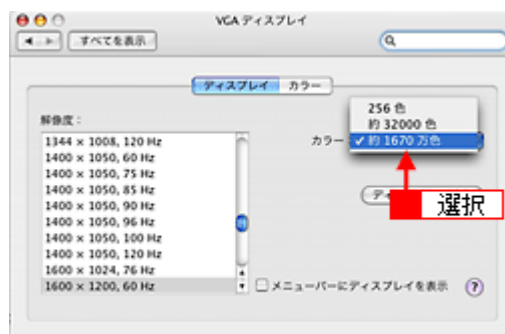 VGA ディスプレイ
すべてを表示
ディスプレイ カラー
解像度：
1344 × 1008, 120 Hz
1400 × 1050, 60 Hz
1400 × 1050, 75 Hz
1400 × 1050, 85 Hz
1400 × 1050, 90 Hz
1400 × 1050, 96 Hz
1400 × 1050, 100 Hz
1400 × 1050, 120 Hz
1600 × 1024, 76 Hz
1600 × 1200, 60 Hz
カラー
256 色
約 32000 色
✓ 約 1670 万色
ディ
選択
メニューバーにディスプレイを表示
?